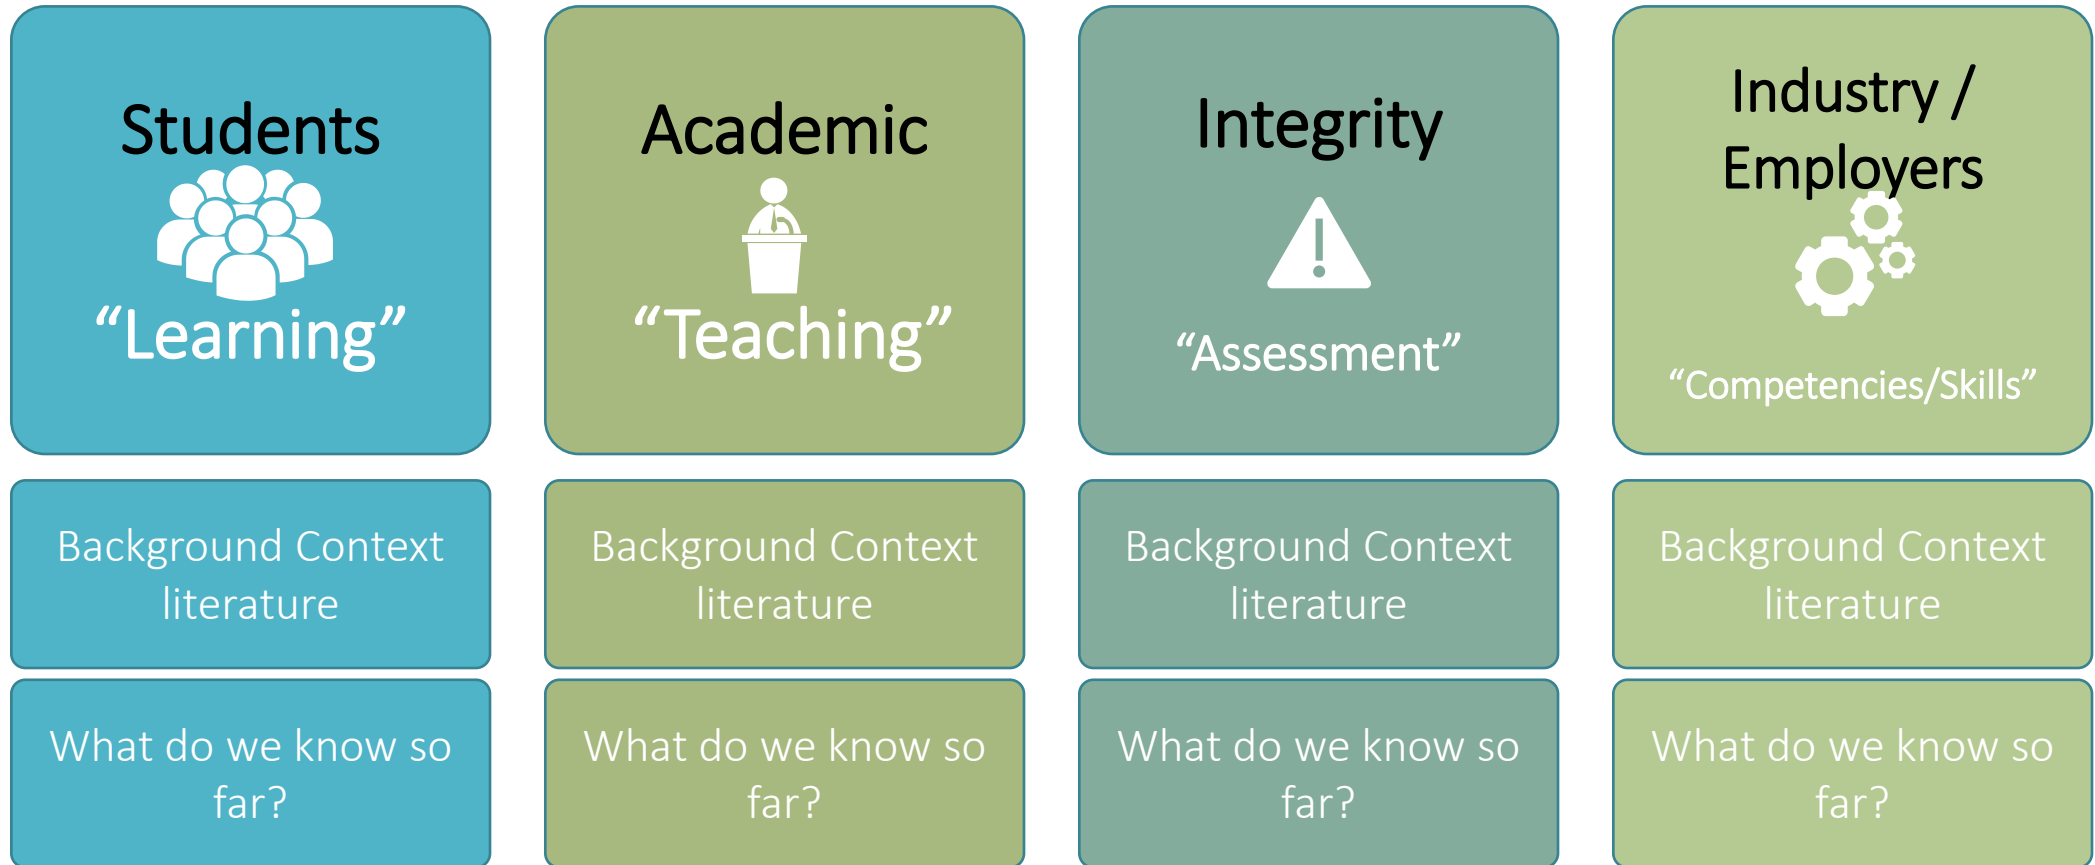 Students
“Learning”
Background Context
literature
What do we know so
far?
Academic
“Teaching”
Background Context
literature
What do we know so
far?
Integrity
“Assessment”
Background Context
literature
What do we know so
far?
Industry /
Employers
“Competencies/Skills”
Background Context
literature
What do we know so
far?